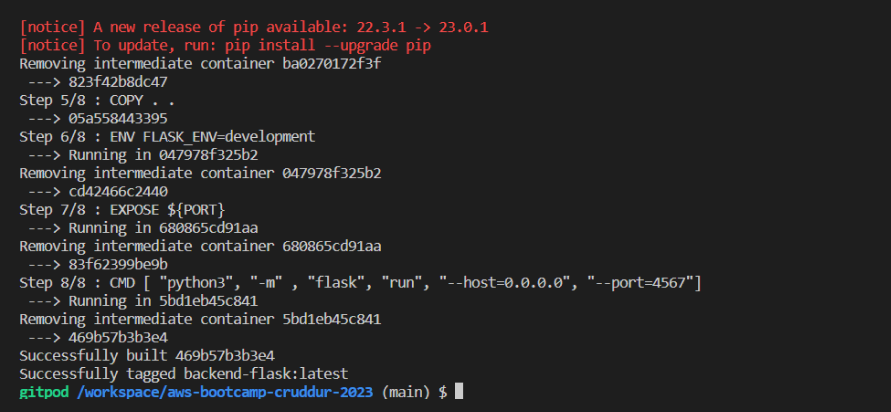 [notice] A new release of pip available: 22.3.1 -> 23.0.1
[notice] To update, run: pip install --upgrade pip
Removing intermediate container ba0270172f3f
 ---> 823f42b8dc47
Step 5/8 : COPY . .
 ---> 05a558443395
Step 6/8 : ENV FLASK_ENV=development
 ---> Running in 047978f325b2
Removing intermediate container 047978f325b2
 ---> cd42466c2440
Step 7/8 : EXPOSE ${PORT}
 ---> Running in 680865cd91aa
Removing intermediate container 680865cd91aa
 ---> 83f62399be9b
Step 8/8 : CMD [ "python3", "-m" , "flask", "run", "--host=0.0.0.0", "--port=4567"]
 ---> Running in 5bd1eb45c841
Removing intermediate container 5bd1eb45c841
 ---> 469b57b3b3e4
Successfully built 469b57b3b3e4
Successfully tagged backend-flask:latest
gitpod /workspace/aws-bootcamp-cruddur-2023 (main) $